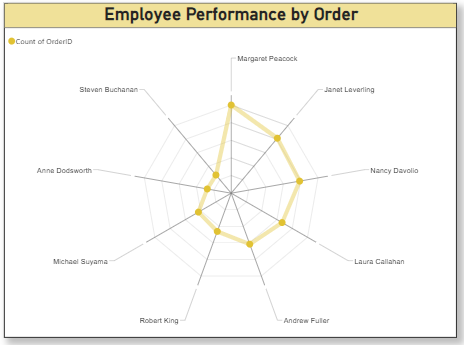 Employee Performance by Order
Count of OrderID
Margaret Peacock
Steven Buchanan
Janet Leverling
Anne Dodsworth
Nancy Davolio
Michael Suyama
Laura Callahan
Robert King
Andrew Fuller